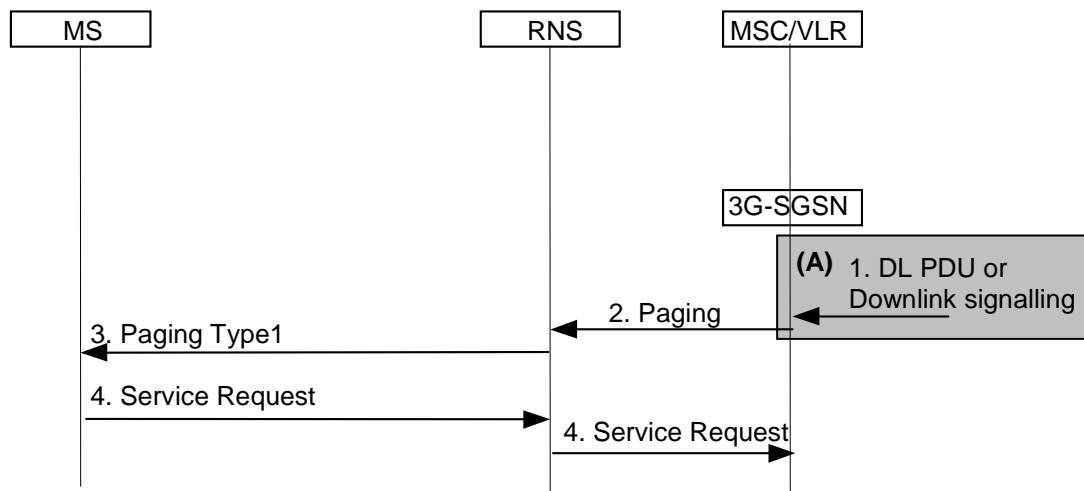 MS
RNS
MSC/VLR
3G-SGSN
(A) 1. DL PDU or
Downlink signalling
2. Paging
3. Paging Type1
4. Service Request
4. Service Request